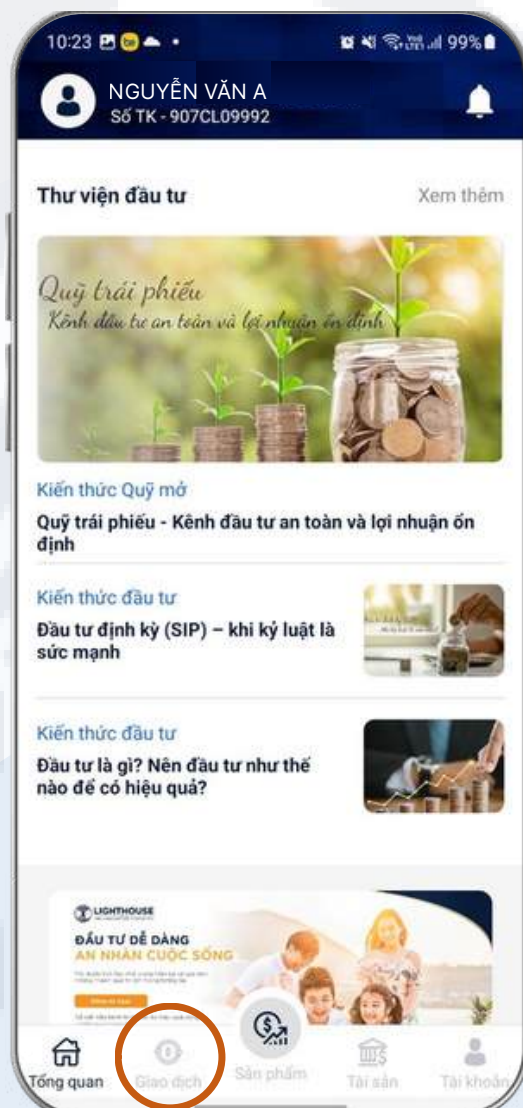 10:23
99%
NGUYỄN VĂN A
Số TK - 907CL09992
Thư viện đầu tư
Xem thêm
Quỹ trái phiếu
Kênh đầu tư an toàn và lợi nhuận ổn định
Kiến thức Quỹ mở
Quỹ trái phiếu - Kênh đầu tư an toàn và lợi nhuận ổn
định
Kiến thức đầu tư
Đầu tư định kỳ (SIP) – khi kỷ luật là
sức mạnh
Kiến thức đầu tư
Đầu tư là gì? Nên đầu tư như thế
nào để có hiệu quả?
LIGHTHOUSE
ĐẦU TƯ DỄ DÀNG
AN NHÀN CUỘC SỐNG
Tổng quan
Giao dịch
Sản phẩm
Tài sản
Tài khoản